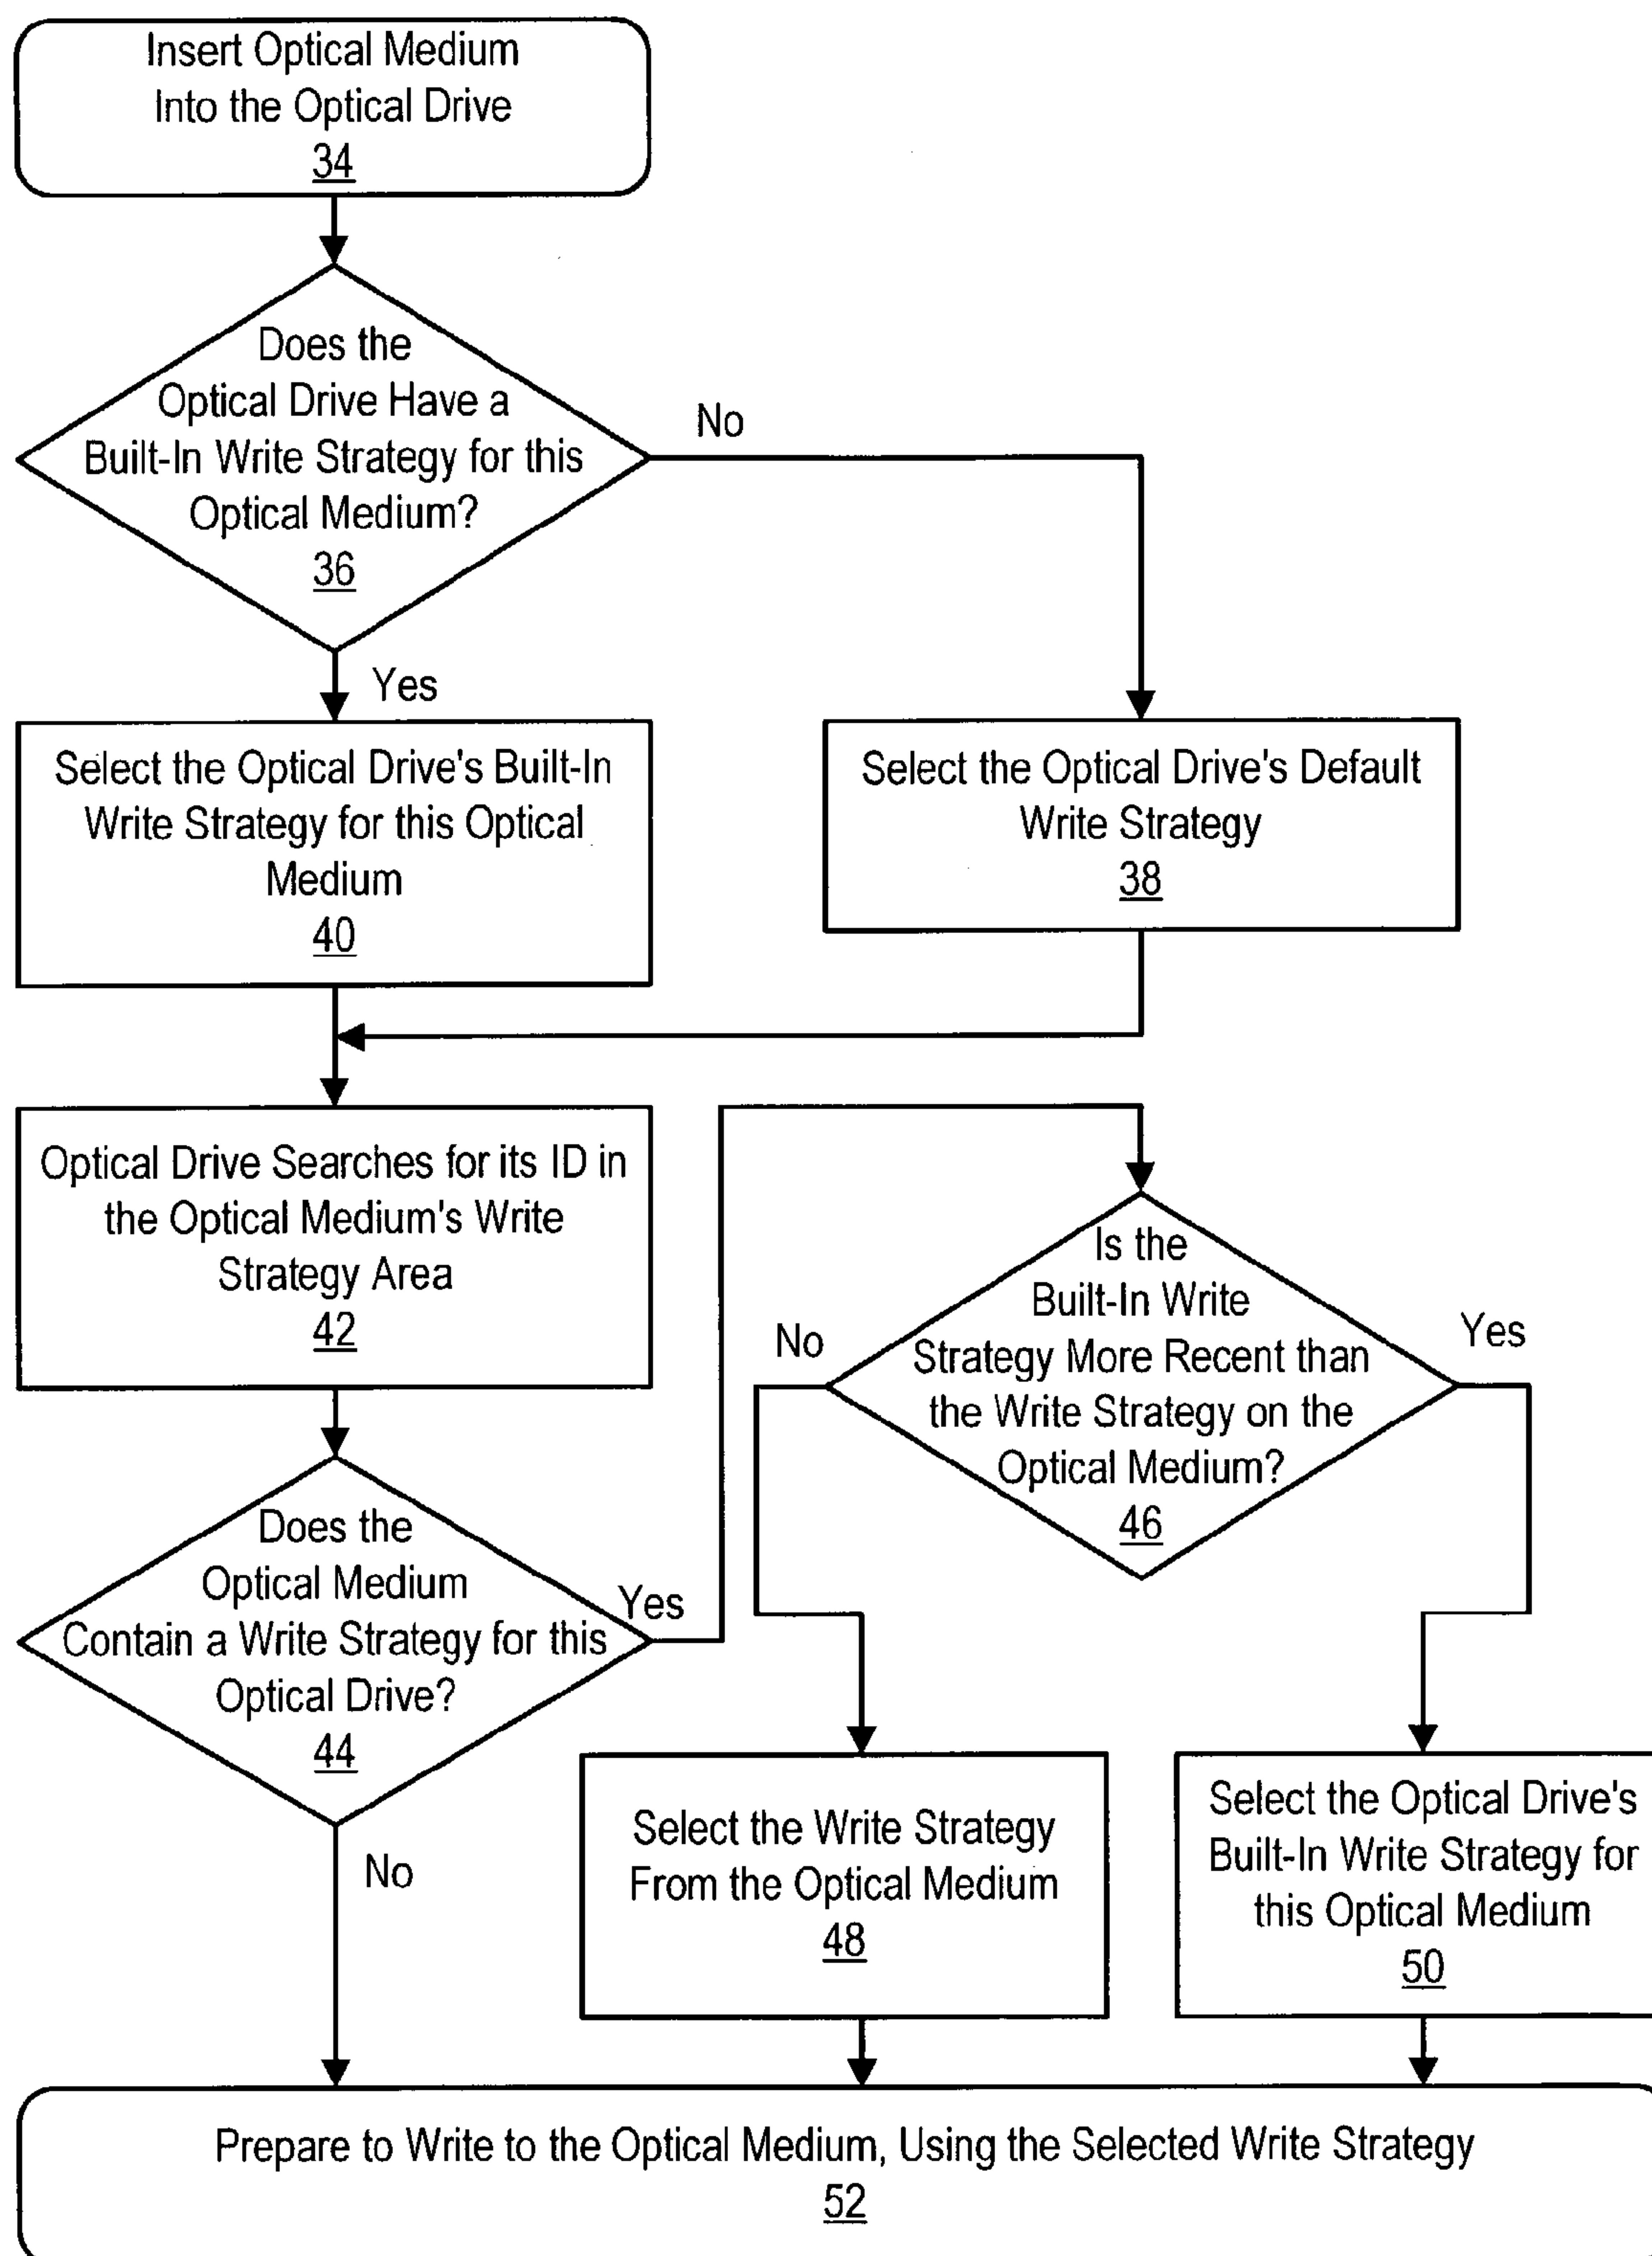 Insert Optical Medium
Into the Optical Drive
34
Does the
Optical Drive Have a
Built-In Write Strategy for this
Optical Medium?
36
No
Yes
Select the Optical Drive's Built-In
Write Strategy for this Optical
Medium
40
Select the Optical Drive's Default
Write Strategy
38
Optical Drive Searches for its ID in
the Optical Medium's Write
Strategy Area
42
Is the
Built-In Write
Strategy More Recent than
the Write Strategy on the
Optical Medium?
46
No
Yes
Does the
Optical Medium
Contain a Write Strategy for this
Optical Drive?
44
Yes
No
Select the Write Strategy
From the Optical Medium
48
Select the Optical Drive's
Built-In Write Strategy for
this Optical Medium
50
Prepare to Write to the Optical Medium, Using the Selected Write Strategy
52